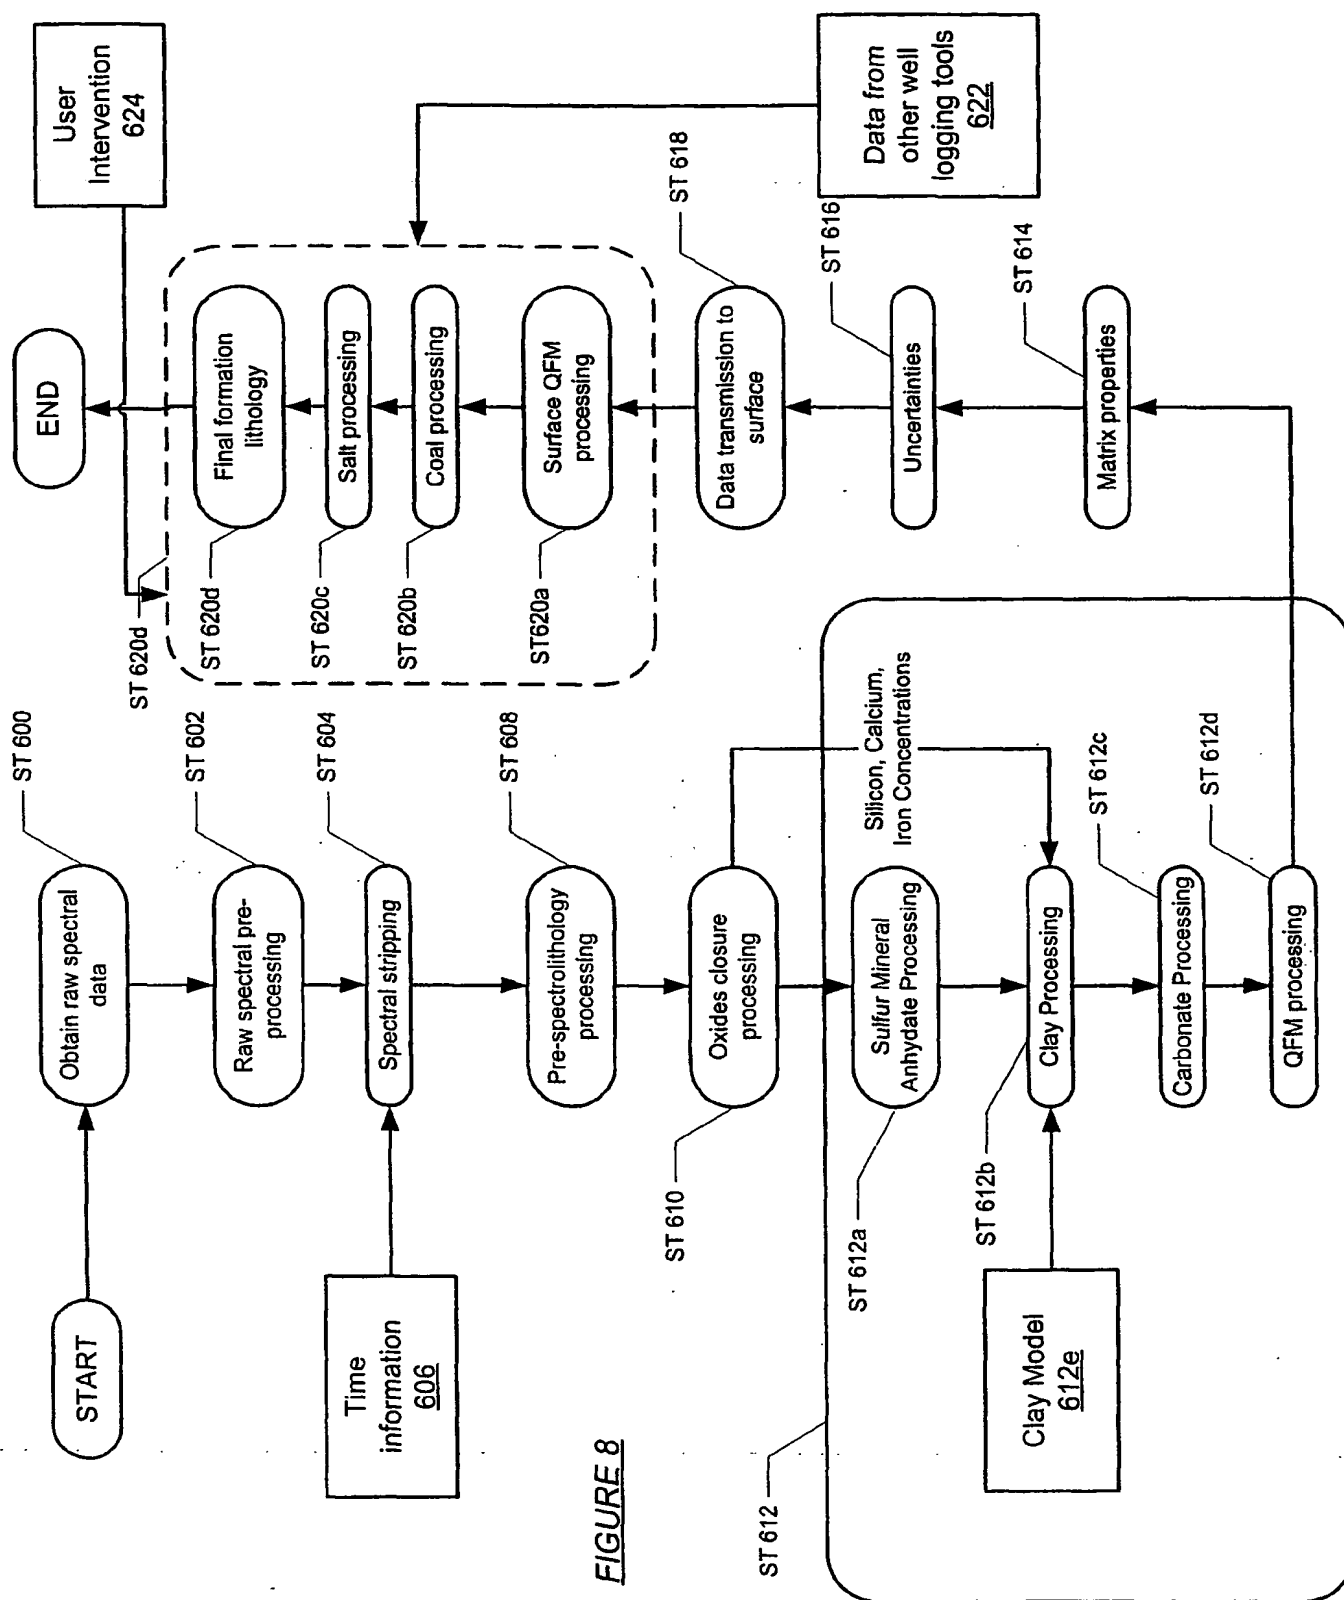 START
Obtain raw spectral
data
ST 600
Raw spectral pre-
processing
ST 602
Time
information
606
Spectral stripping
ST 604
Pre-spectrolithology
processing
ST 608
Oxides closure
processing
ST 610
Silicon, Calcium,
Iron Concentrations
ST 612
Sulfur Mineral
Anhydate Processing
ST 612a
Clay Model
612e
Clay Processing
ST 612b
Carbonate Processing
ST 612c
QFM processing
ST 612d
Matrix properties
ST 614
Uncertainties
ST 616
Data transmission to
surface
ST 618
Surface QFM
processing
ST620a
Coal processing
ST 620b
Salt processing
ST 620c
Final formation
lithology
ST 620d
ST 620d
Data from
other well
logging tools
622
User
Intervention
624
END
FIGURE 8